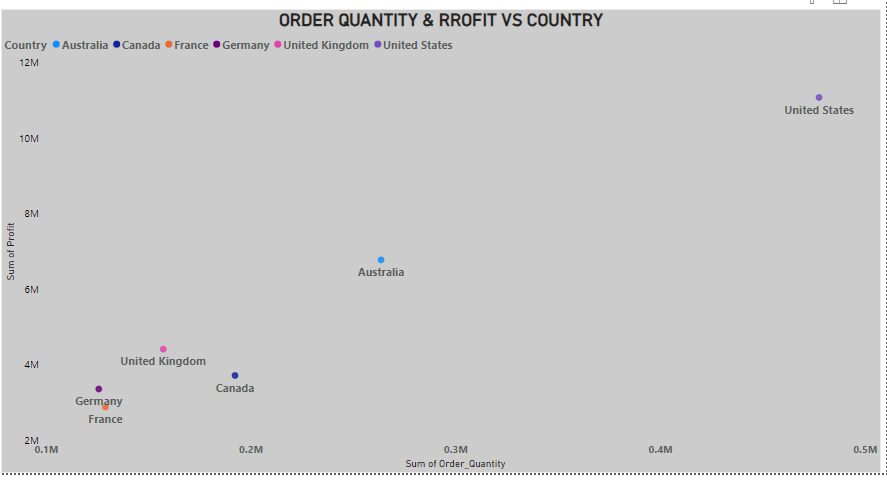 ORDER QUANTITY & RROFIT VS COUNTRY
Country Australia Canada France Germany United Kingdom United States
12M
United States
10M
8M
Sum of Profit
Australia
6M
United Kingdom
4M
Canada
Germany
France
2M
0.1M 0.2M 0.3M 0.4M 0.5M
Sum of Order_Quantity